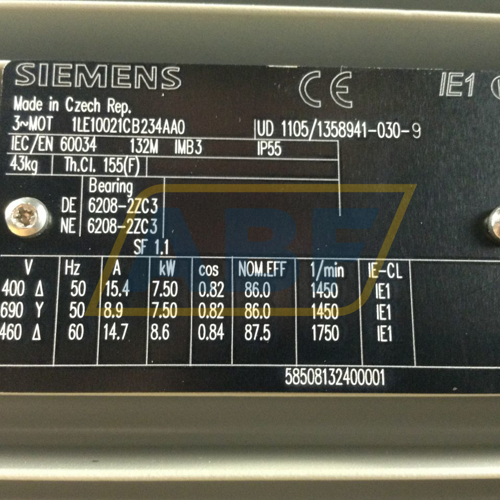 SIEMENS CE IE1
Made in Czech Rep.
3~MOT 1LE10021CB234AA0 UD 1105/1358941-030-9
IEC/EN 60034 132M IMB3 IP55
43kg Th.Cl. 155(F)
Bearing
DE 6208-2ZC3
NE 6208-2ZC3
SF 1.1
V Hz A kW cos NOM.EFF 1/min IE-CL
400 Δ 50 15.4 7.50 0.82 86.0 1450 IE1
690 Y 50 8.9 7.50 0.82 86.0 1450 IE1
460 Δ 60 14.7 8.6 0.84 87.5 1750 IE1
58508132400001
ABF